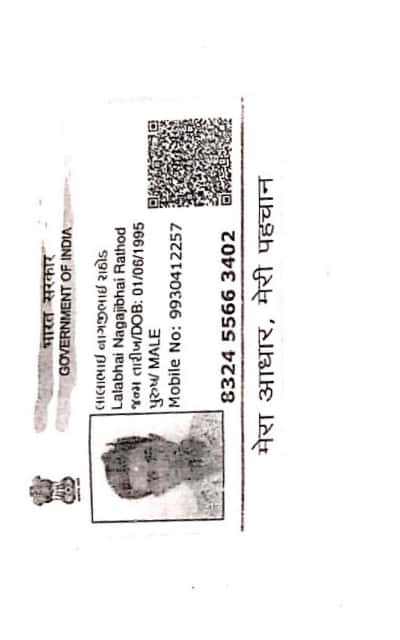 भारत सरकार
GOVERNMENT OF INDIA
લાલાભાઈ નાગજીભાઈ રાઠોડ
Lalabhai Nagajibhai Rathod
જન્મ તારીખ/DOB: 01/06/1995
પુરુષ/ MALE
Mobile No: 9930412257
8324 5566 3402
मेरा आधार, मेरी पहचान